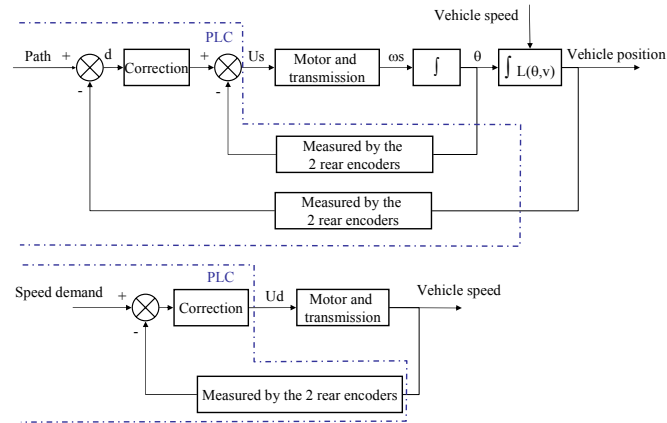 Vehicle speed
PLC
Path
+
d
Correction
+
Us
Motor and
transmission
ωs
∫
θ
∫ L(θ,v)
Vehicle position
-
-
Measured by the
2 rear encoders
Measured by the
2 rear encoders
PLC
Speed demand
+
Correction
Ud
Motor and
transmission
Vehicle speed
-
Measured by the 2 rear encoders